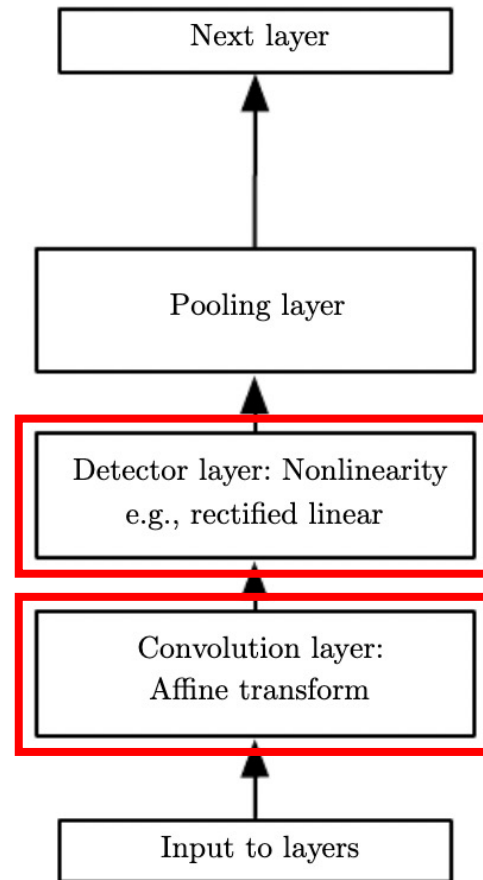 Next layer
Pooling layer
Detector layer: Nonlinearity
e.g., rectified linear
Convolution layer:
Affine transform
Input to layers